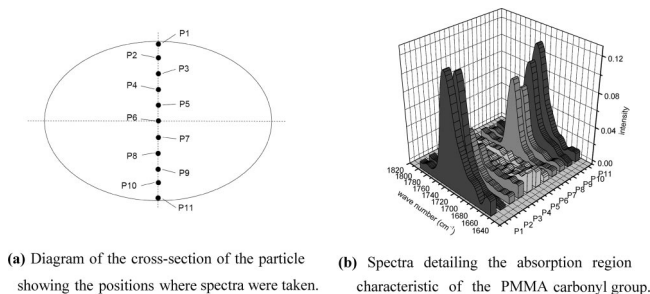 P1
P2
P3
P4
P5
P6
P7
P8
P9
P10
P11
0.12
0.08
0.04
0.00
intensity
1820
1800
1780
1760
1740
1720
1700
1680
1660
1640
wave number (cm⁻¹)
P1
P2
P3
P4
P5
P6
P7
P8
P9
P10
P11
(a) Diagram of the cross-section of the particle
showing the positions where spectra were taken.
(b) Spectra detailing the absorption region
characteristic of the PMMA carbonyl group.